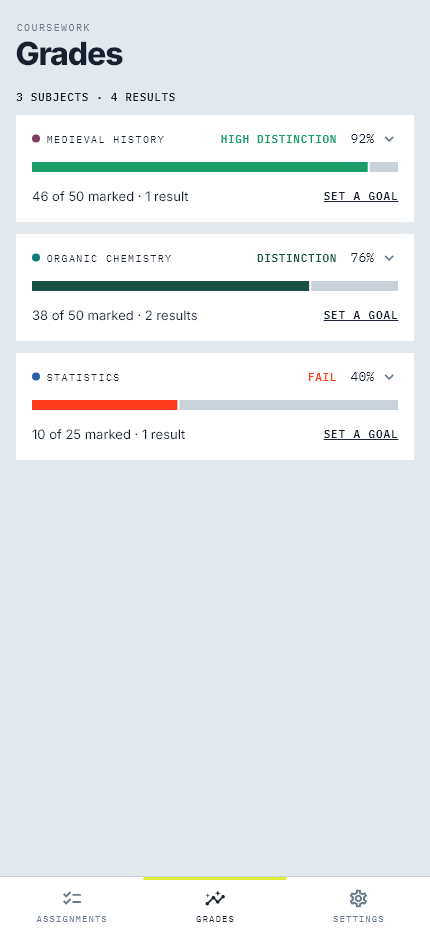 COURSEWORK
Grades
3 SUBJECTS · 4 RESULTS
MEDIEVAL HISTORY HIGH DISTINCTION 92%
46 of 50 marked · 1 result SET A GOAL
ORGANIC CHEMISTRY DISTINCTION 76%
38 of 50 marked · 2 results SET A GOAL
STATISTICS FAIL 40%
10 of 25 marked · 1 result SET A GOAL
ASSIGNMENTS GRADES SETTINGS